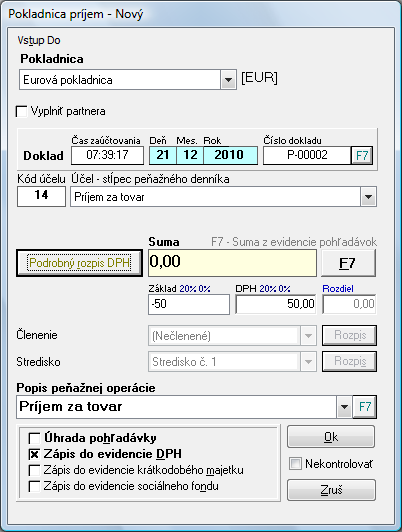 Pokladnica príjem - Nový
Vstup Do
Pokladnica
Eurová pokladnica [EUR]
Vyplniť partnera
Čas zaúčtovania Deň Mes. Rok Číslo dokladu
Doklad 07:39:17 21 12 2010 P-00002 F7
Kód účelu Účel - stĺpec peňažného denníka
14 Príjem za tovar
Suma F7 - Suma z evidencie pohľadávok
Podrobný rozpis DPH 0,00 F7
Základ 20% 0% DPH 20% 0% Rozdiel
-50 50,00 0,00
Členenie (Nečlenené) Rozpis
Stredisko Stredisko č. 1 Rozpis
Popis peňažnej operácie
Príjem za tovar F7
Úhrada pohľadávky Ok
Zápis do evidencie DPH
Zápis do evidencie krátkodobého majetku Nekontrolovať
Zápis do evidencie sociálneho fondu Zruš